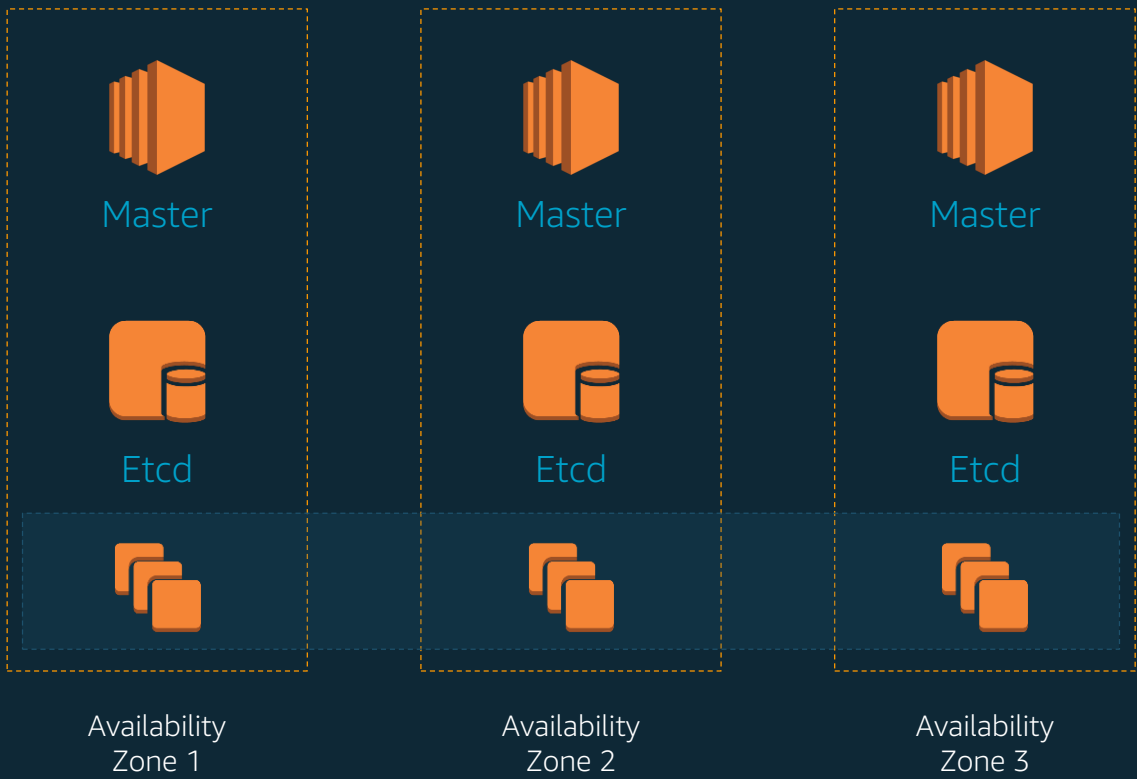 Master
Master
Master
Etcd
Etcd
Etcd
Availability
Zone 1
Availability
Zone 2
Availability
Zone 3